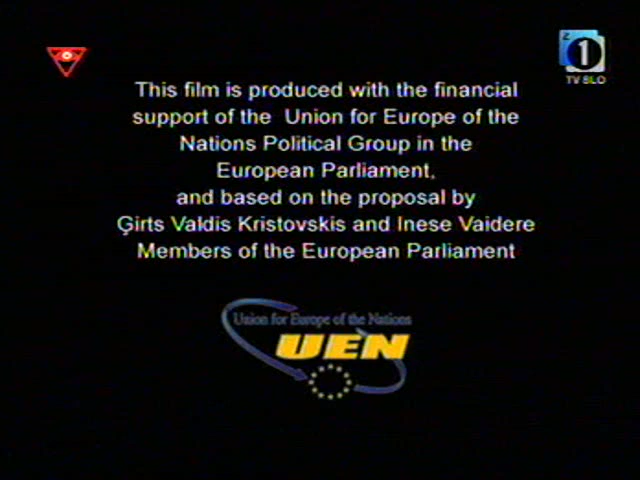 Z
1
TV SLO
This film is produced with the financial
support of the Union for Europe of the
Nations Political Group in the
European Parliament,
and based on the proposal by
Ģirts Valdis Kristovskis and Inese Vaidere
Members of the European Parliament
Union for Europe of the Nations
UEN